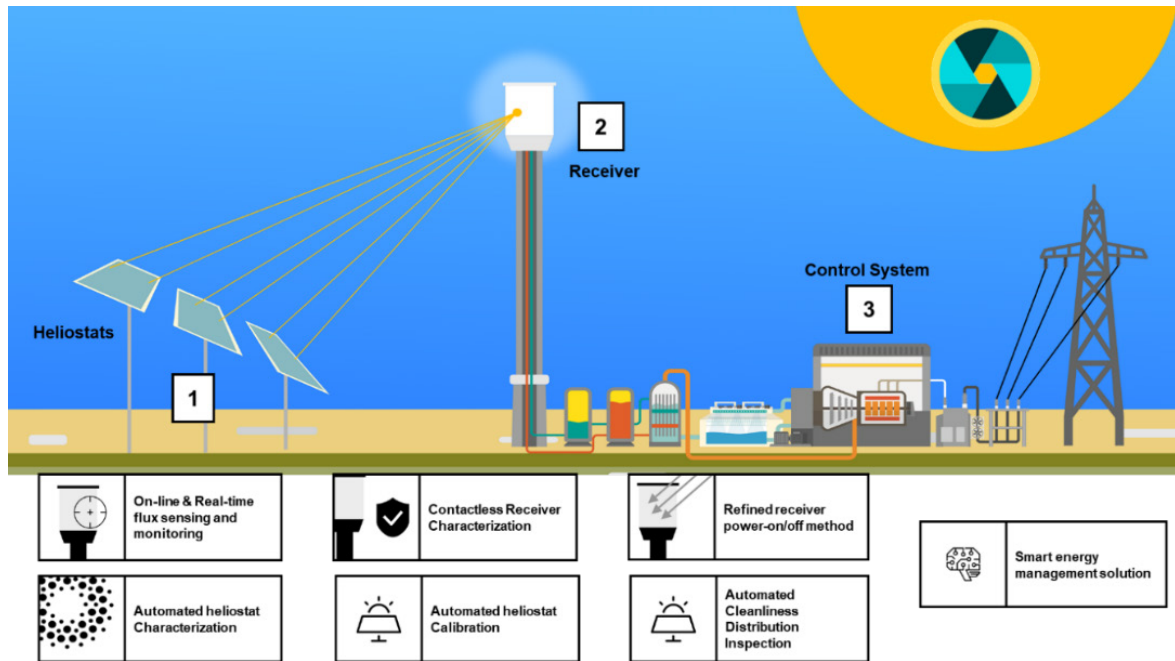 2
Receiver
Control System
3
Heliostats
1
On-line & Real-time
flux sensing and
monitoring
Contactless Receiver
Characterization
Refined receiver
power-on/off method
Smart energy
management solution
Automated heliostat
Characterization
Automated heliostat
Calibration
Automated
Cleanliness
Distribution
Inspection